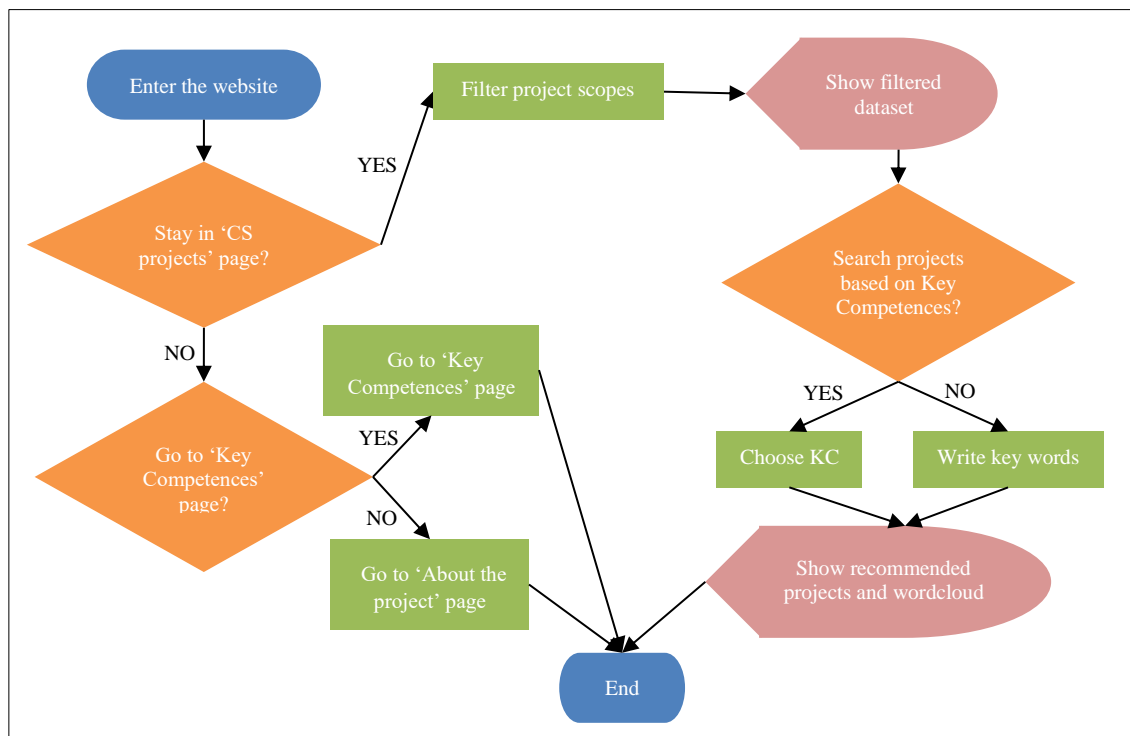 Enter the website
Filter project scopes
Show filtered
dataset
YES
Stay in ‘CS
projects’ page?
Search projects
based on Key
Competences?
NO
Go to ‘Key
Competences’ page
YES
NO
YES
Go to ‘Key
Competences’
page?
Choose KC
Write key words
NO
Go to ‘About the
project’ page
Show recommended
projects and wordcloud
End